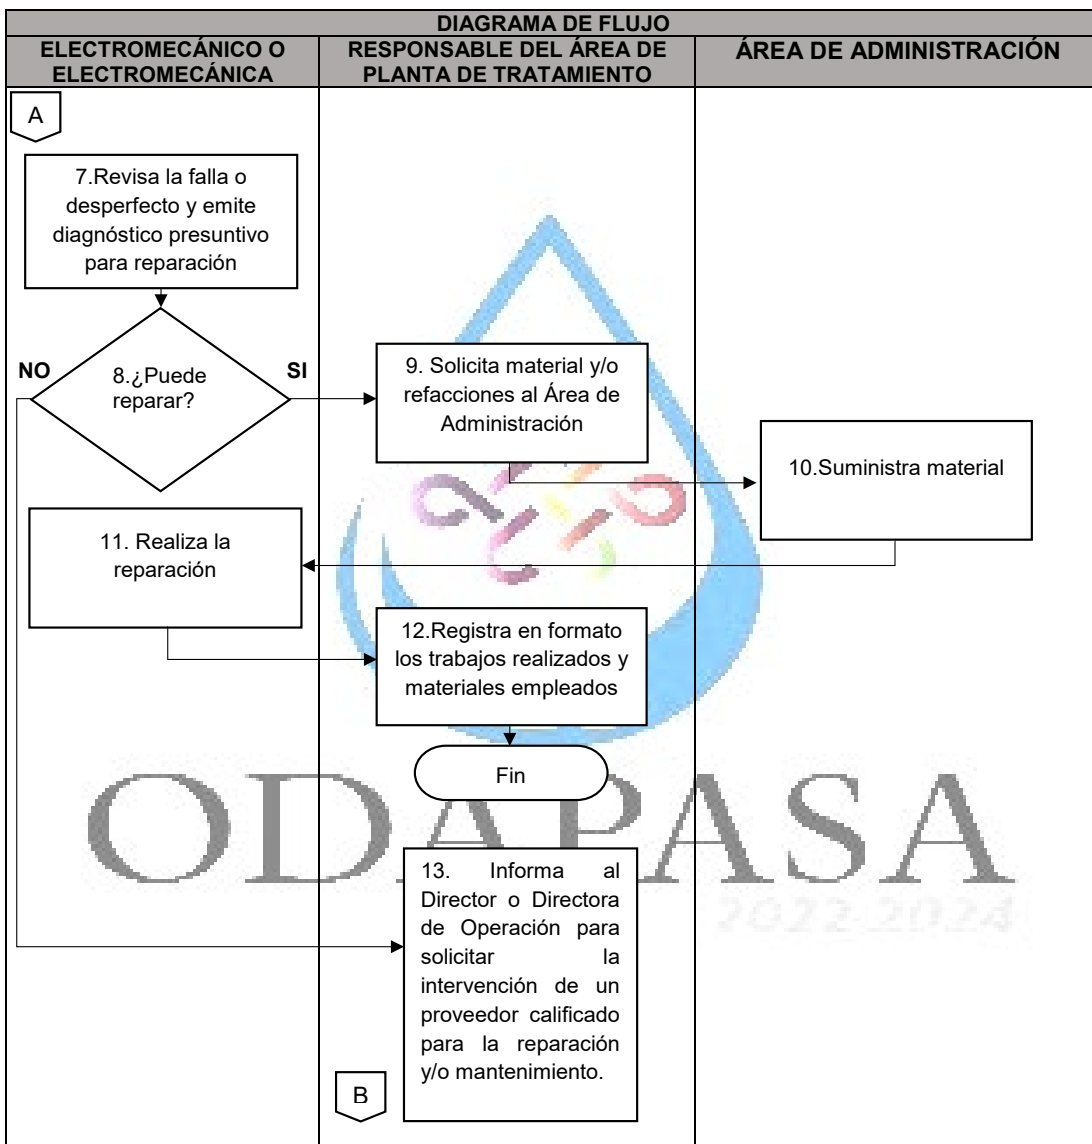 DIAGRAMA DE FLUJO
ELECTROMECÁNICO O
ELECTROMECÁNICA
RESPONSABLE DEL ÁREA DE
PLANTA DE TRATAMIENTO
ÁREA DE ADMINISTRACIÓN
A
7.Revisa la falla o
desperfecto y emite
diagnóstico presuntivo
para reparación
NO
8.¿Puede
reparar?
SI
9. Solicita material y/o
refacciones al Área de
Administración
10.Suministra material
11. Realiza la
reparación
12.Registra en formato
los trabajos realizados y
materiales empleados
Fin
ODAPASA
2022-2024
13. Informa al
Director o Directora
de Operación para
solicitar la
intervención de un
proveedor calificado
para la reparación
y/o mantenimiento.
B